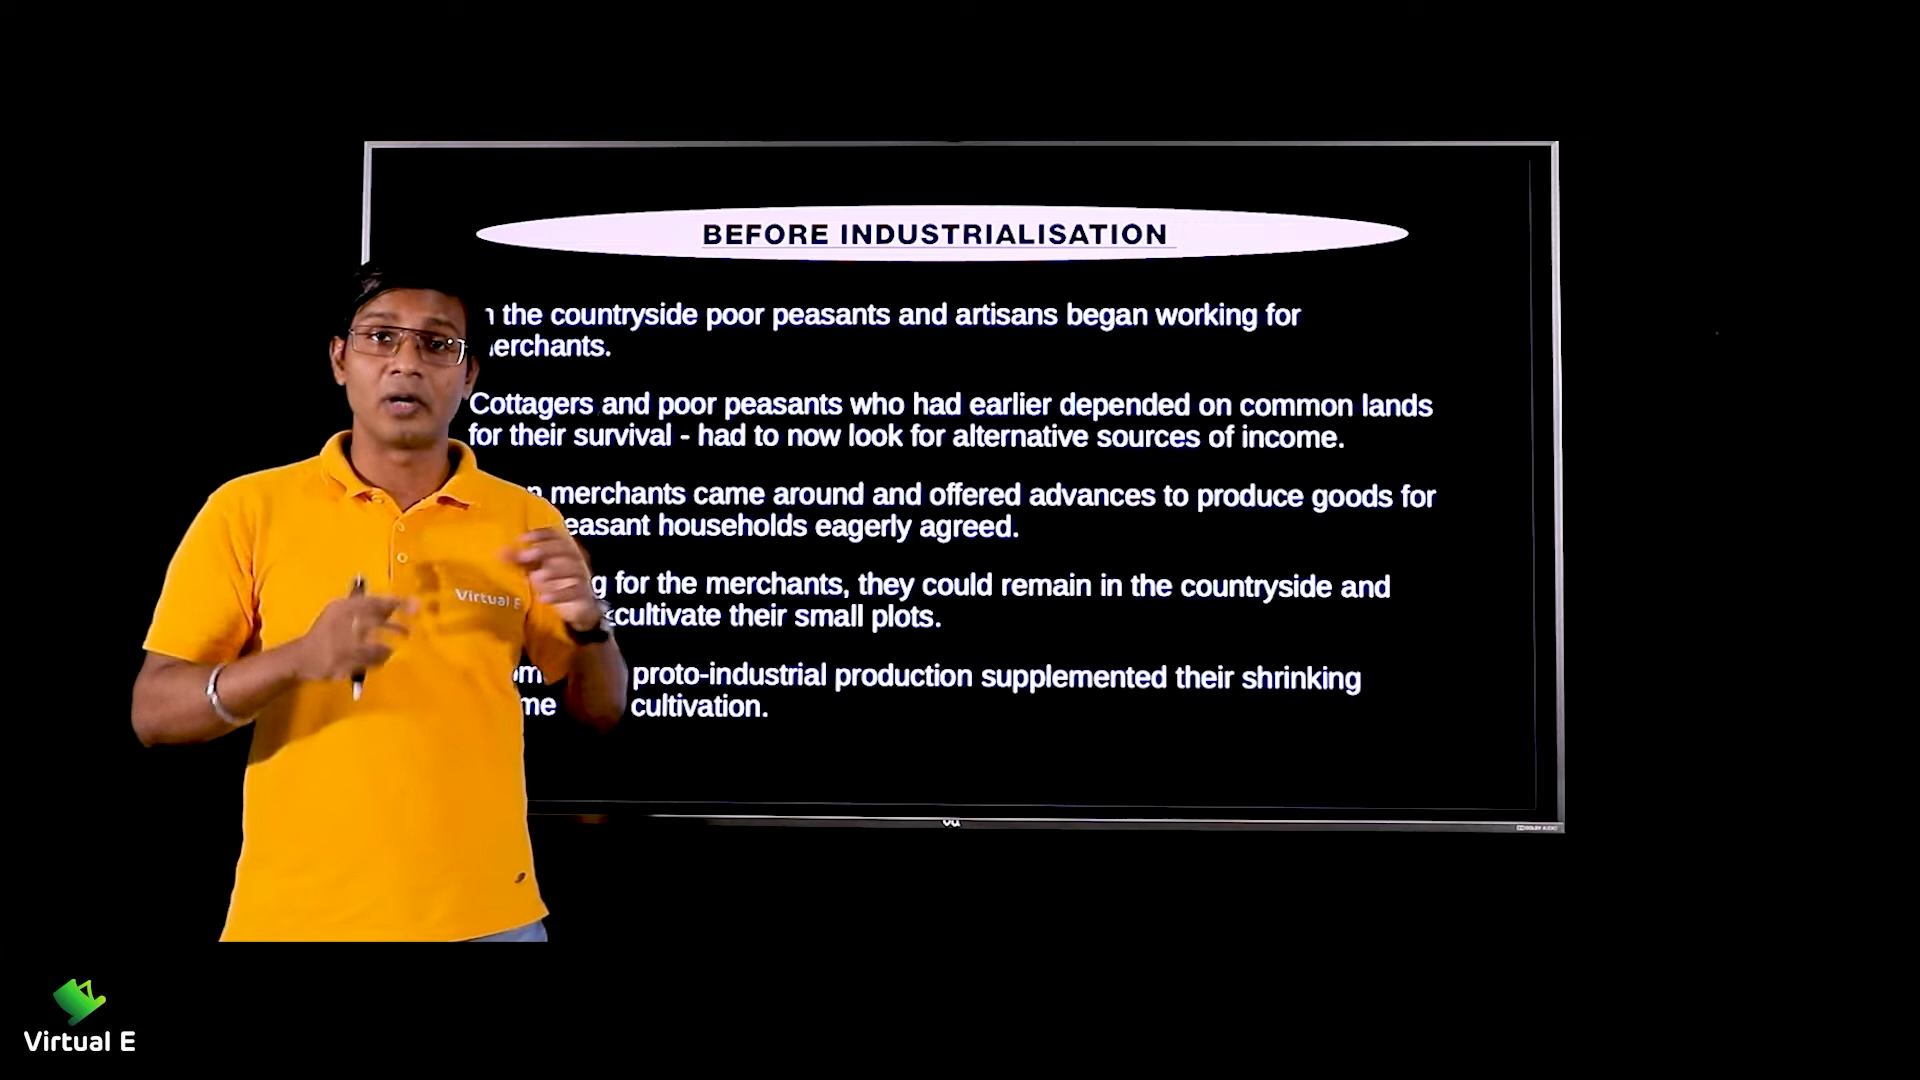 BEFORE INDUSTRIALISATION
the countryside poor peasants and artisans began working for
Cottagers and poor peasants who had earlier depended on common lands
for their survival - had to now look for alternative sources of income.
merchants came around and offered advances to produce goods for
households eagerly agreed.
for the merchants, they could remain in the countryside and
cultivate their small plots.
proto-industrial production supplemented their shrinking
cultivation.
Virtual E
Virtual E